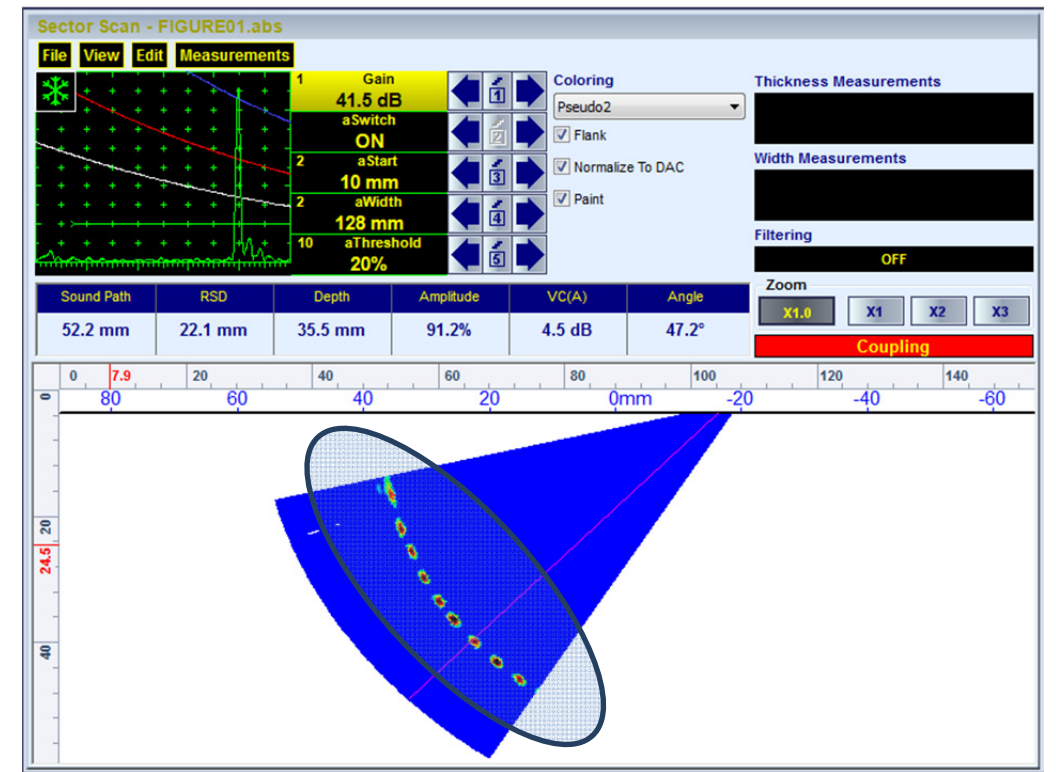 Sector Scan - FIGURE01.abs
File View Edit Measurements
1 Gain
41.5 dB
1
aSwitch
ON
2
2 aStart
10 mm
3
2 aWidth
128 mm
4
10 aThreshold
20%
5
Coloring
Pseudo2
Flank
Normalize To DAC
Paint
Thickness Measurements
Width Measurements
Filtering
OFF
Zoom
X1.0 X1 X2 X3
Coupling
Sound Path RSD Depth Amplitude VC(A) Angle
52.2 mm 22.1 mm 35.5 mm 91.2% 4.5 dB 47.2°
0 7.9 20 40 60 80 100 120 140
0 80 60 40 20 0mm -20 -40 -60
20
24.5
40